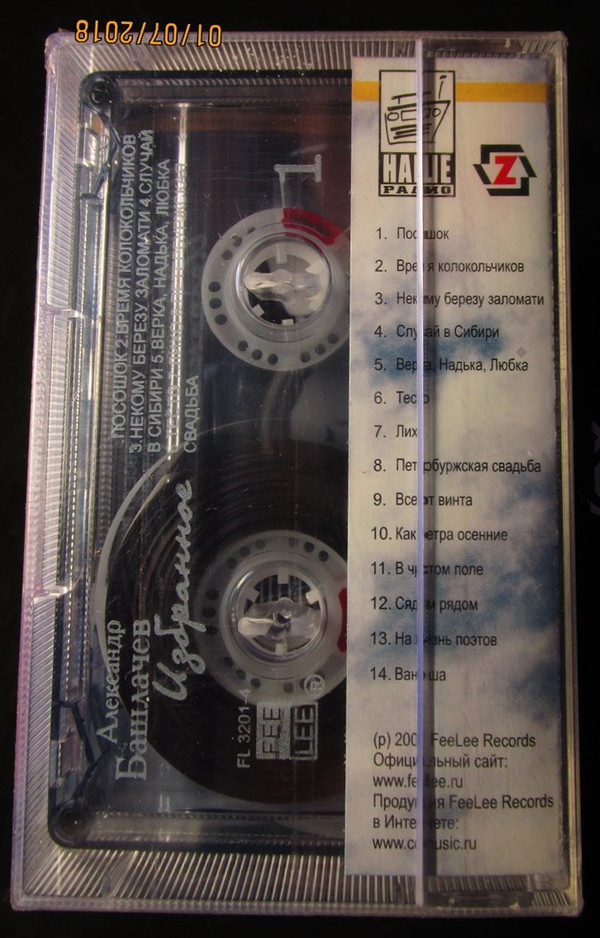 01/07/2018
НАШЕ
РАДИО
Z
1. Посошок
2. Время колокольчиков
3. Некому березу заломати
4. Случай в Сибири
5. Верка, Надька, Любка
6. Тесто
7. Лихо
8. Петербуржская свадьба
9. Все от винта
10. Как ветра осенние
11. В чистом поле
12. Сядем рядом
13. На жизнь поэтов
14. Ванюша
(p) FeeLee Records
Официальный сайт:
www.feelee.ru
Продукция FeeLee Records
в Интернете:
1
ПОСОШОК 2.ВРЕМЯ КОЛОКОЛЬЧИКОВ
3.НЕКОМУ БЕРЕЗУ ЗАЛОМАТИ 4.СЛУЧАЙ
В СИБИРИ 5.ВЕРКА, НАДЬКА, ЛЮБКА
СВАДЬБА
Александр
Башлачев
Избранное
FL 3201-4
FEE
LEE ®